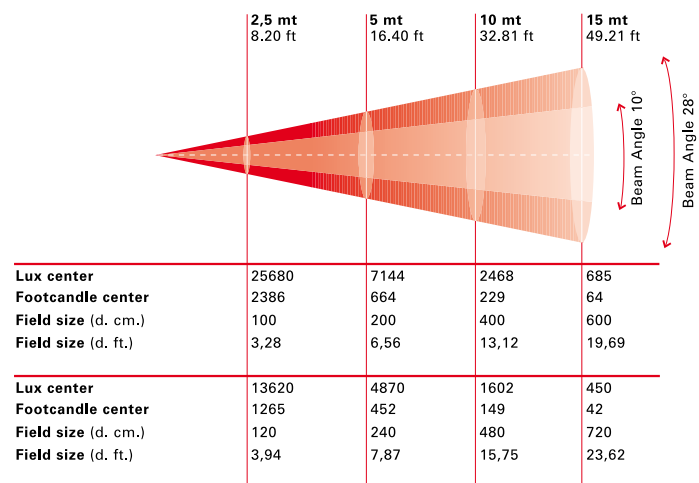 2,5 mt 5 mt 10 mt 15 mt
8.20 ft 16.40 ft 32.81 ft 49.21 ft
Beam Angle 10°
Beam Angle 28°
Lux center 25680 7144 2468 685
Footcandle center 2386 664 229 64
Field size (d. cm.) 100 200 400 600
Field size (d. ft.) 3,28 6,56 13,12 19,69
Lux center 13620 4870 1602 450
Footcandle center 1265 452 149 42
Field size (d. cm.) 120 240 480 720
Field size (d. ft.) 3,94 7,87 15,75 23,62